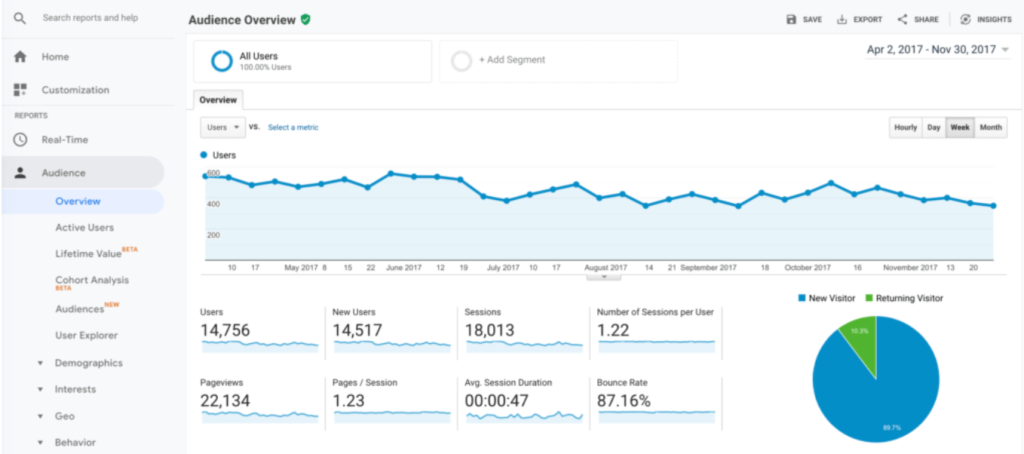 Search reports and help
Home
Customization
REPORTS
Real-Time
Audience
Overview
Active Users
Lifetime Value BETA
Cohort Analysis
BETA
Audiences NEW
User Explorer
Demographics
Interests
Geo
Behavior
Audience Overview
SAVE EXPORT SHARE INSIGHTS
All Users
100.00% Users
+ Add Segment
Apr 2, 2017 - Nov 30, 2017
Overview
Users VS. Select a metric
Hourly Day Week Month
Users
600
400
200
10 17 May 2017 8 15 22 June 2017 12 19 July 2017 10 17 August 2017 14 21 September 2017 18 October 2017 16 November 2017 13 20
Users New Users Sessions Number of Sessions per User
14,756 14,517 18,013 1.22
Pageviews Pages / Session Avg. Session Duration Bounce Rate
22,134 1.23 00:00:47 87.16%
New Visitor Returning Visitor
10.3%
89.7%